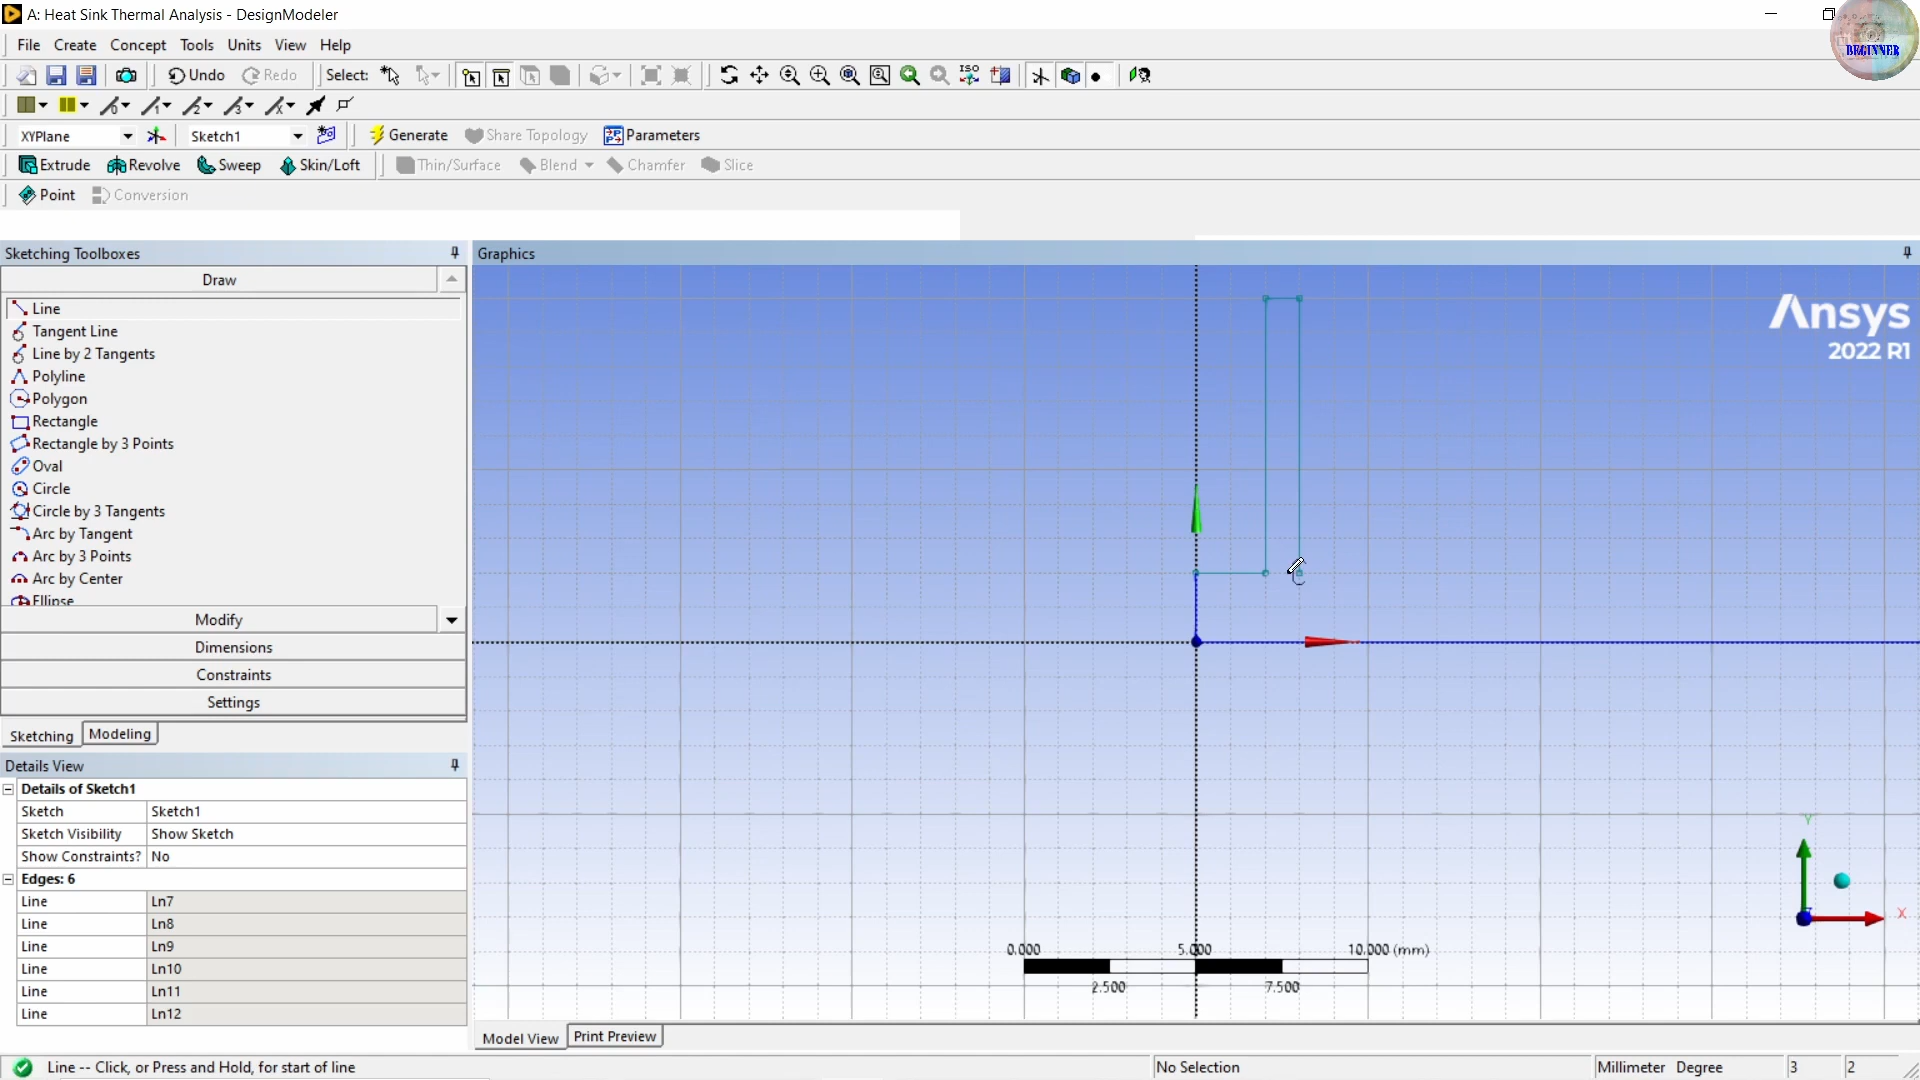 A: Heat Sink Thermal Analysis - DesignModeler
BEGINNER
File Create Concept Tools Units View Help
Undo Redo Select: ISO
XYPlane Sketch1 Generate Share Topology Parameters
Extrude Revolve Sweep Skin/Loft Thin/Surface Blend Chamfer Slice
Point Conversion
Sketching Toolboxes
Graphics
Draw
Line
Tangent Line
Line by 2 Tangents
Polyline
Polygon
Rectangle
Rectangle by 3 Points
Oval
Circle
Circle by 3 Tangents
Arc by Tangent
Arc by 3 Points
Arc by Center
Ellipse
Modify
Dimensions
Constraints
Settings
Sketching Modeling
Details View
Details of Sketch1
Sketch Sketch1
Sketch Visibility Show Sketch
Show Constraints? No
Edges: 6
Line Ln7
Line Ln8
Line Ln9
Line Ln10
Line Ln11
Line Ln12
Ansys
2022 R1
Y
X
0.000 5.000 10.000 (mm)
2.500 7.500
Model View Print Preview
Line -- Click, or Press and Hold, for start of line
No Selection
Millimeter Degree 3 2